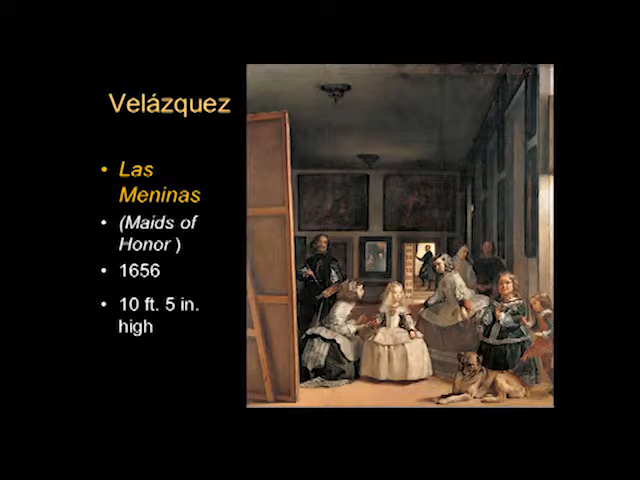 Velázquez
• Las
Meninas
• (Maids of
Honor )
• 1656
• 10 ft. 5 in.
high